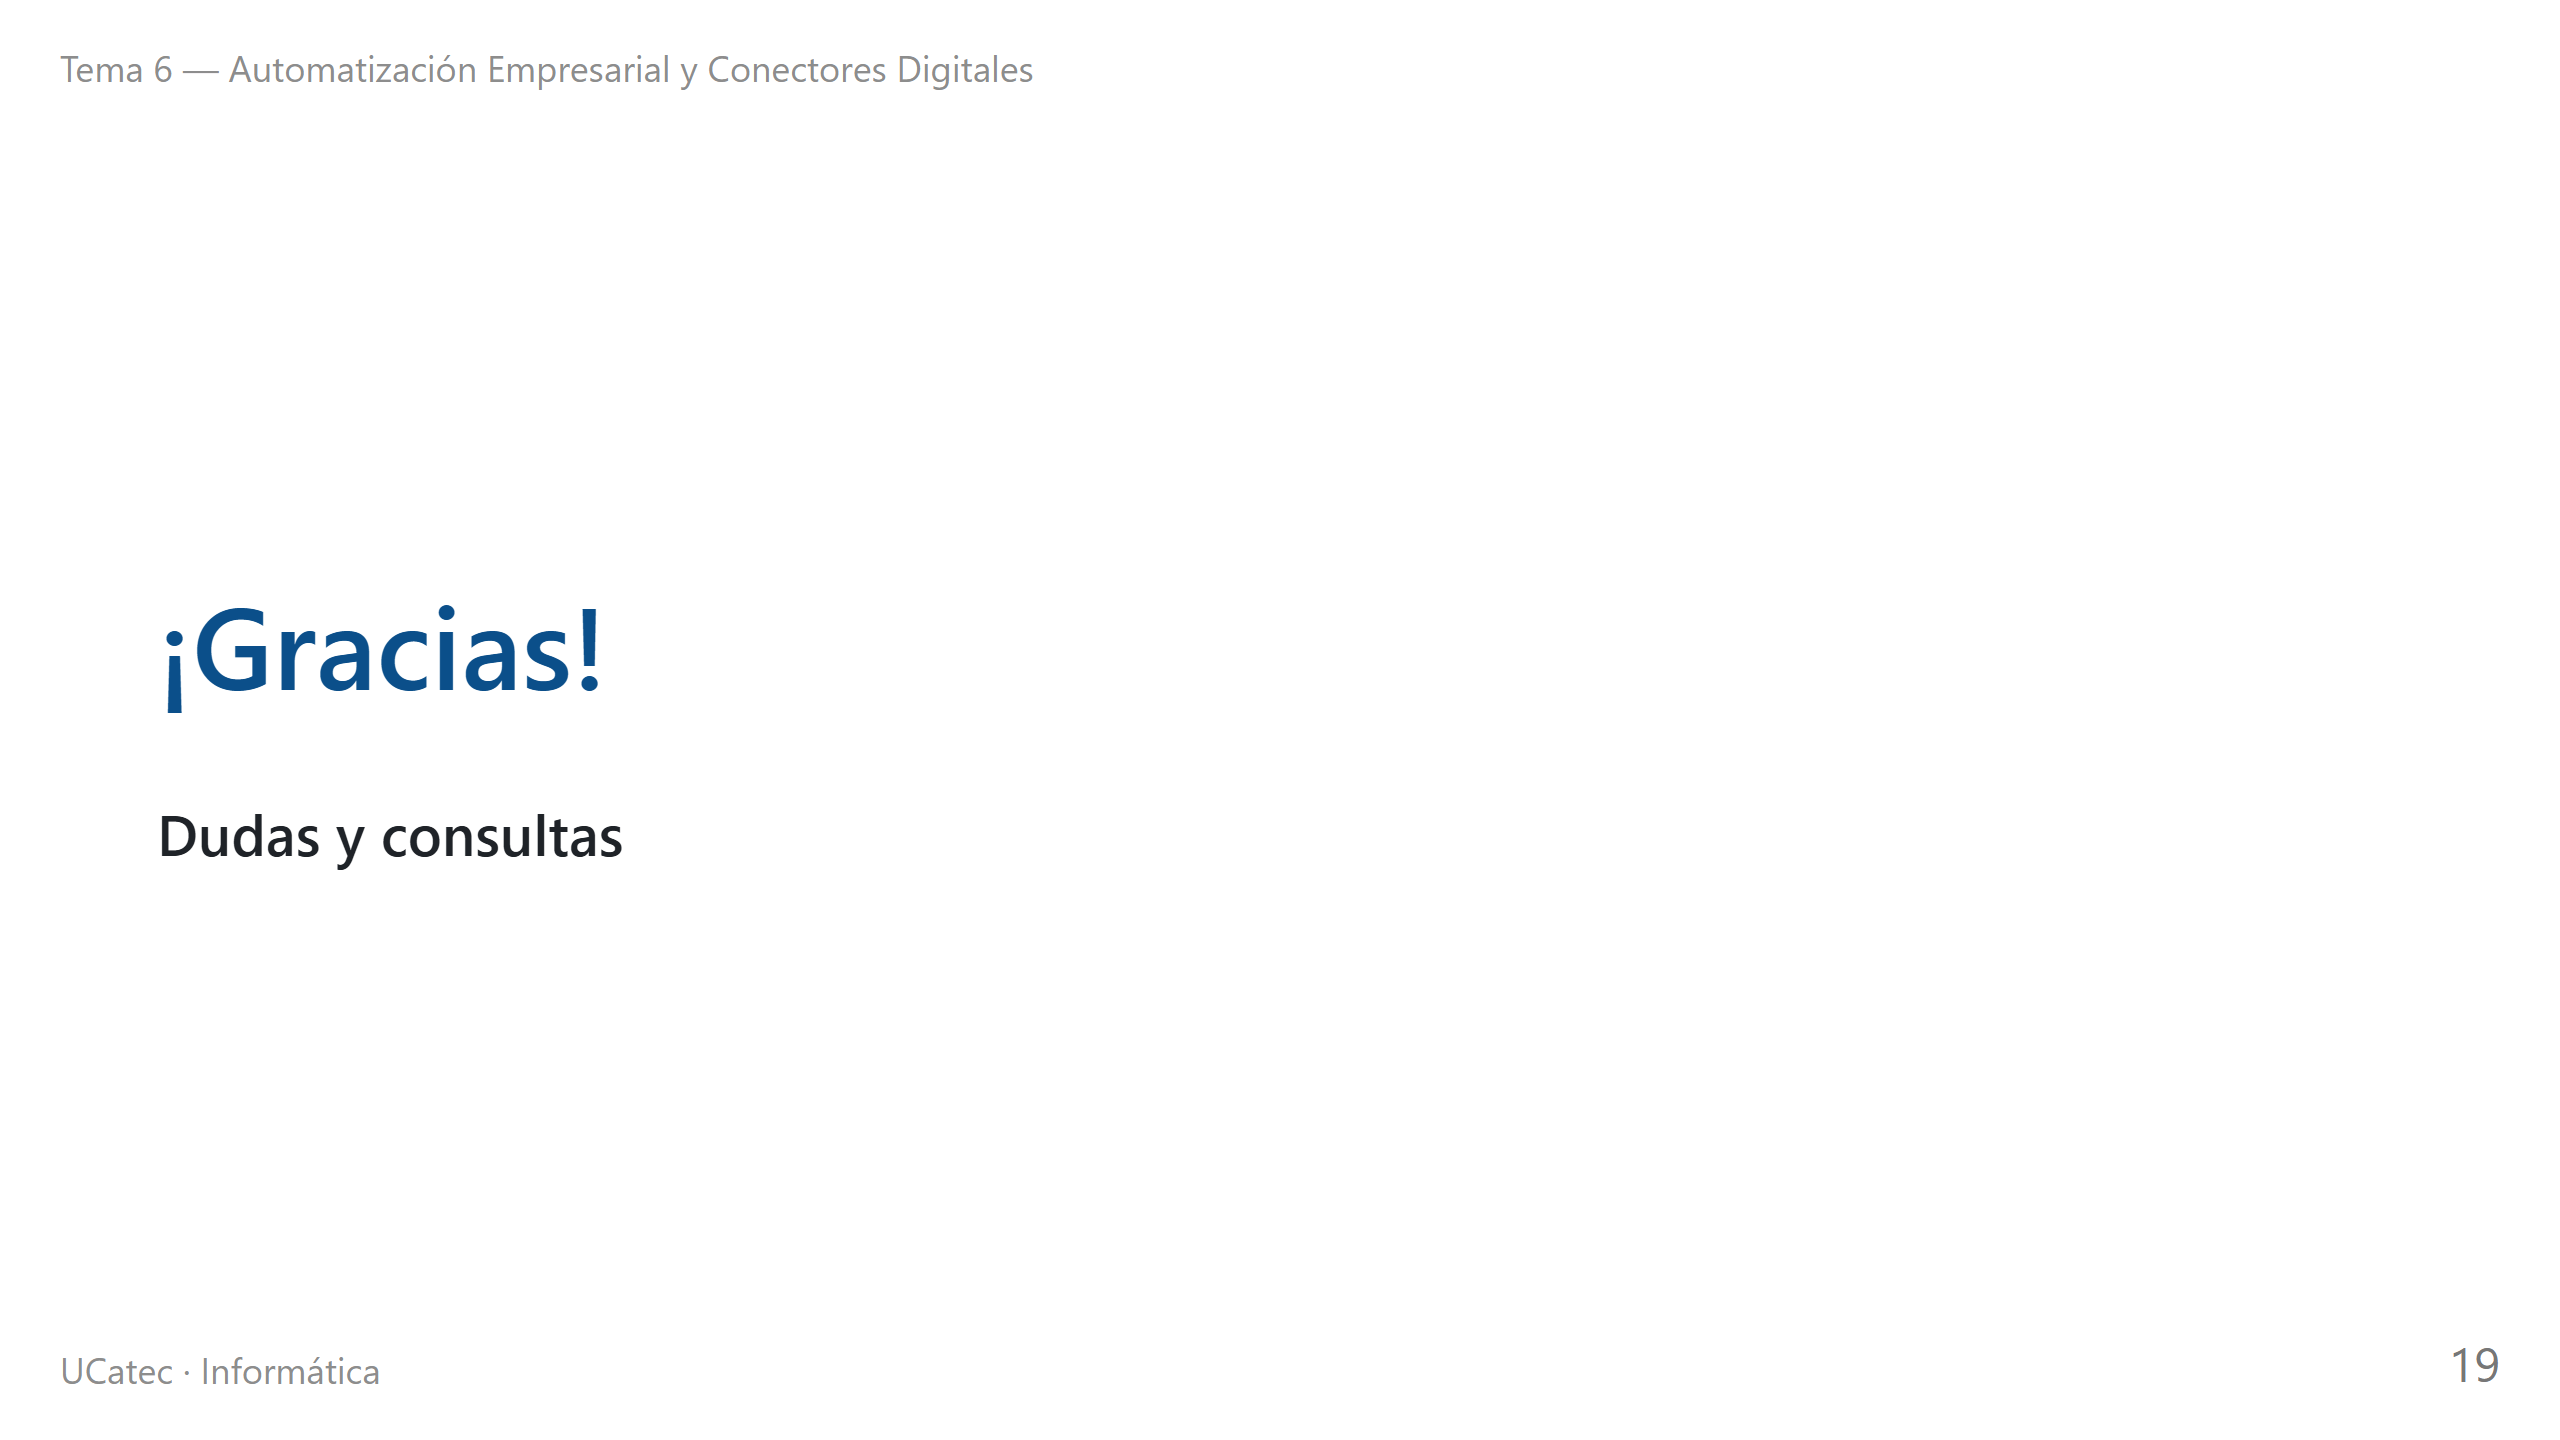 Tema 6 — Automatización Empresarial y Conectores Digitales
¡Gracias!
Dudas y consultas
UCatec · Informática
19